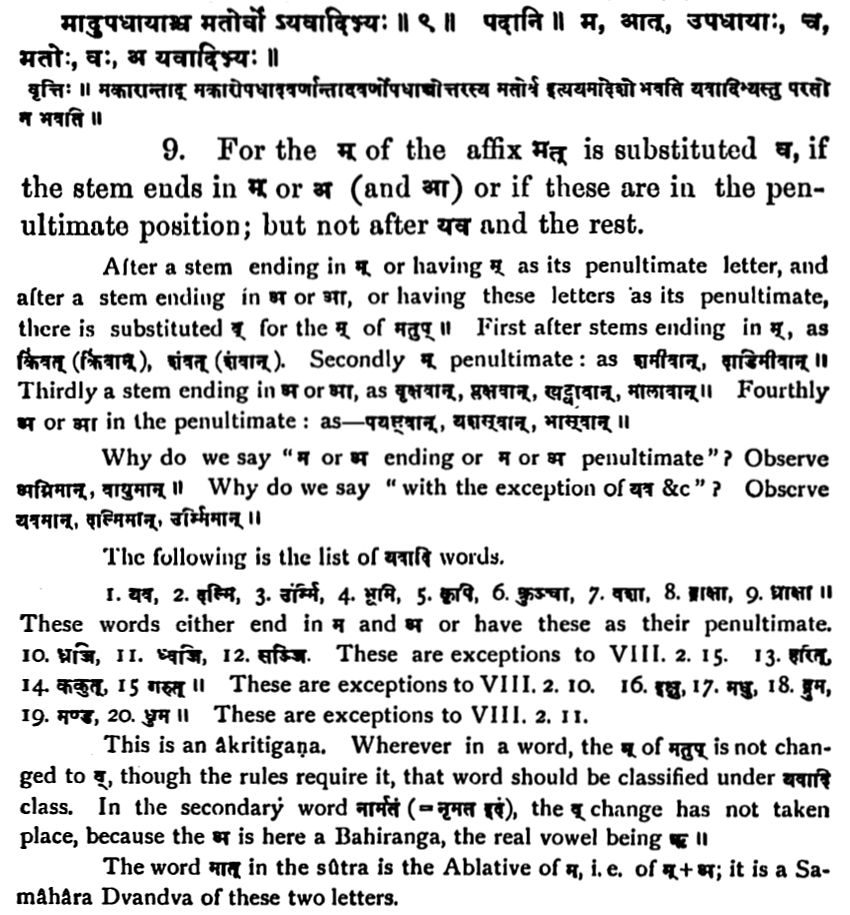 मादुपधायाश्च मतोर्वो ऽयवादिभ्यः ॥ ९ ॥ पदानि ॥ म, आत्, उपधायाः, च,
मतोः, वः, अ यवादिभ्यः ॥
वृत्तिः ॥ मकारान्ताद् मकारोपधादवर्णान्तादवर्णोपधाच्चोत्तरस्य मतोर्व इत्ययमादेशो भवति यवादिभ्यस्तु परतो
न भवति ॥
9. For the म् of the affix मत् is substituted व, if
the stem ends in म् or अ (and आ) or if these are in the pen-
ultimate position; but not after यव and the rest.
After a stem ending in म् or having म् as its penultimate letter, and
after a stem ending in अ or आ, or having these letters as its penultimate,
there is substituted व् for the म् of मतुप् ॥ First after stems ending in म्, as
किंवत् (किंवान्), शंवत् (शंवान्). Secondly म् penultimate : as शमीवान्, दाडिमीवान् ॥
Thirdly a stem ending in अ or आ, as वृक्षवान्, प्लक्षवान्, खट्वावान्, मालावान्॥ Fourthly
अ or आ in the penultimate : as—पयस्वान्, यशस्वान्, भास्वान् ॥
Why do we say “म or अ ending or म or अ penultimate”? Observe
अग्निमान्, वायुमान् ॥ Why do we say “with the exception of यव &c”? Observe
यवमान्, दल्मिमान्, उर्म्मिमान् ॥
The following is the list of यवादि words.
1. यव, 2. दल्मि, 3. उर्म्मि, 4. भूमि, 5. कृमि, 6. कुञ्चा, 7. वशा, 8. द्राक्षा, 9. ध्राक्षा ॥
These words either end in म and अ or have these as their penultimate.
10. ध्रजि, 11. ध्वजि, 12. सञ्जि. These are exceptions to VIII. 2. 15. 13. हरित्,
14. ककुत्, 15 गरुत् ॥ These are exceptions to VIII. 2. 10. 16. इक्षु, 17. मधु, 18. द्रुम,
19. मण्ड, 20. ध्रुम ॥ These are exceptions to VIII. 2. 11.
This is an âkritigaṇa. Wherever in a word, the म् of मतुप् is not chan-
ged to व्, though the rules require it, that word should be classified under यवादि
class. In the secondary word नार्मतं (=नृमत इदं), the व् change has not taken
place, because the अ is here a Bahiranga, the real vowel being ऋ ॥
The word मात् in the sûtra is the Ablative of म, i. e. of म्+अ; it is a Sa-
mâhâra Dvandva of these two letters.